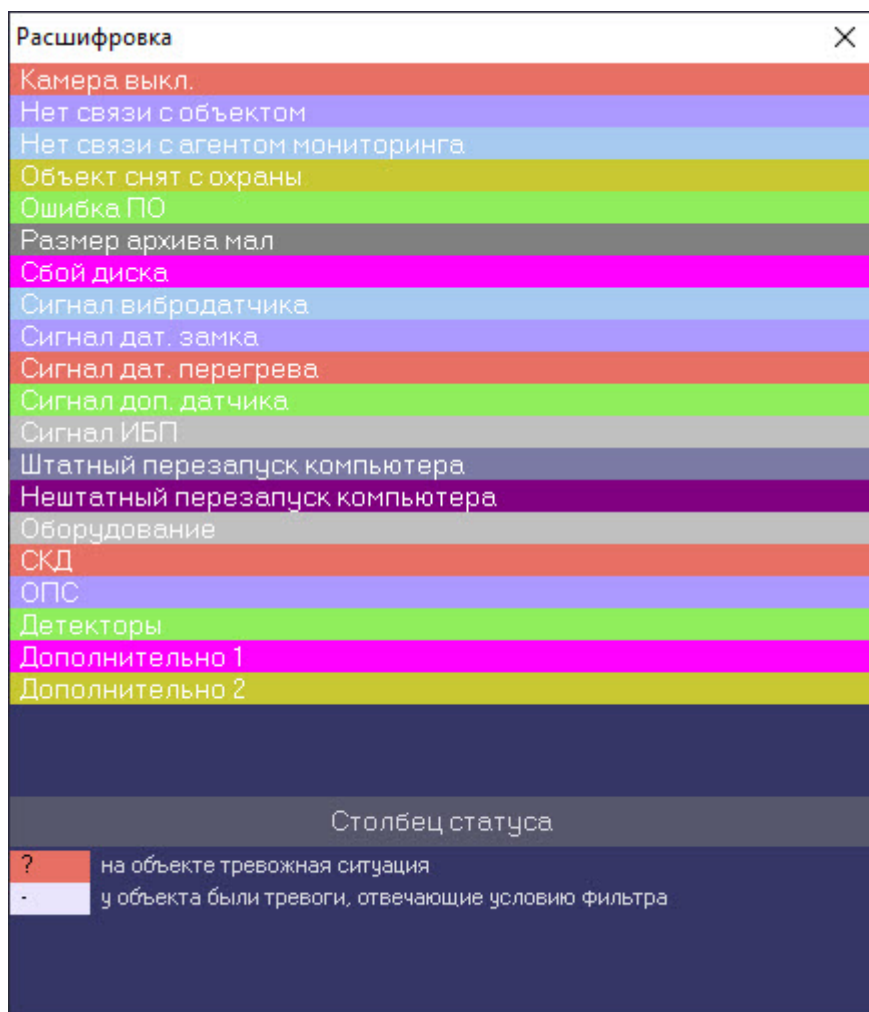 Расшифровка
Камера выкл.
Нет связи с объектом
Нет связи с агентом мониторинга
Объект снят с охраны
Ошибка ПО
Размер архива мал
Сбой диска
Сигнал вибродатчика
Сигнал дат. замка
Сигнал дат. перегрева
Сигнал доп. датчика
Сигнал ИБП
Штатный перезапуск компьютера
Нештатный перезапуск компьютера
Оборудование
СКД
ОПС
Детекторы
Дополнительно 1
Дополнительно 2
Столбец статуса
? на объекте тревожная ситуация
- у объекта были тревоги, отвечающие условию фильтра